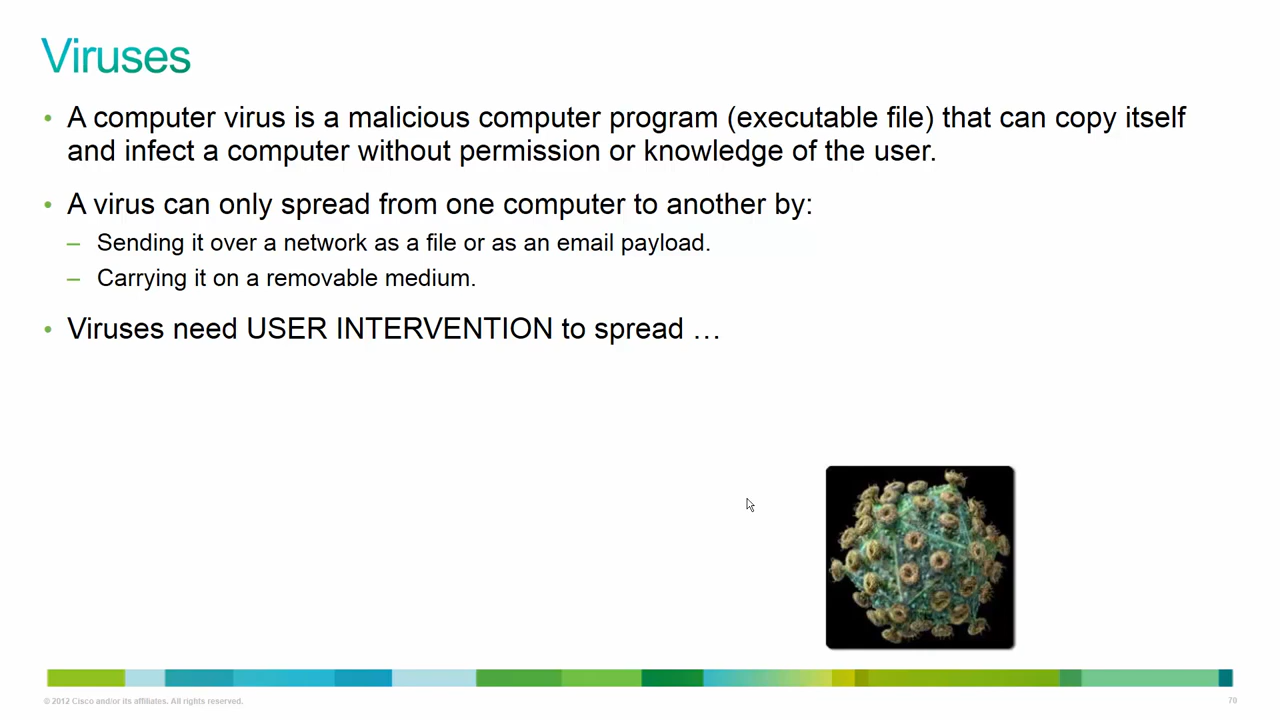 Viruses
• A computer virus is a malicious computer program (executable file) that can copy itself
and infect a computer without permission or knowledge of the user.
• A virus can only spread from one computer to another by:
– Sending it over a network as a file or as an email payload.
– Carrying it on a removable medium.
• Viruses need USER INTERVENTION to spread …
© 2012 Cisco and/or its affiliates. All rights reserved.
70